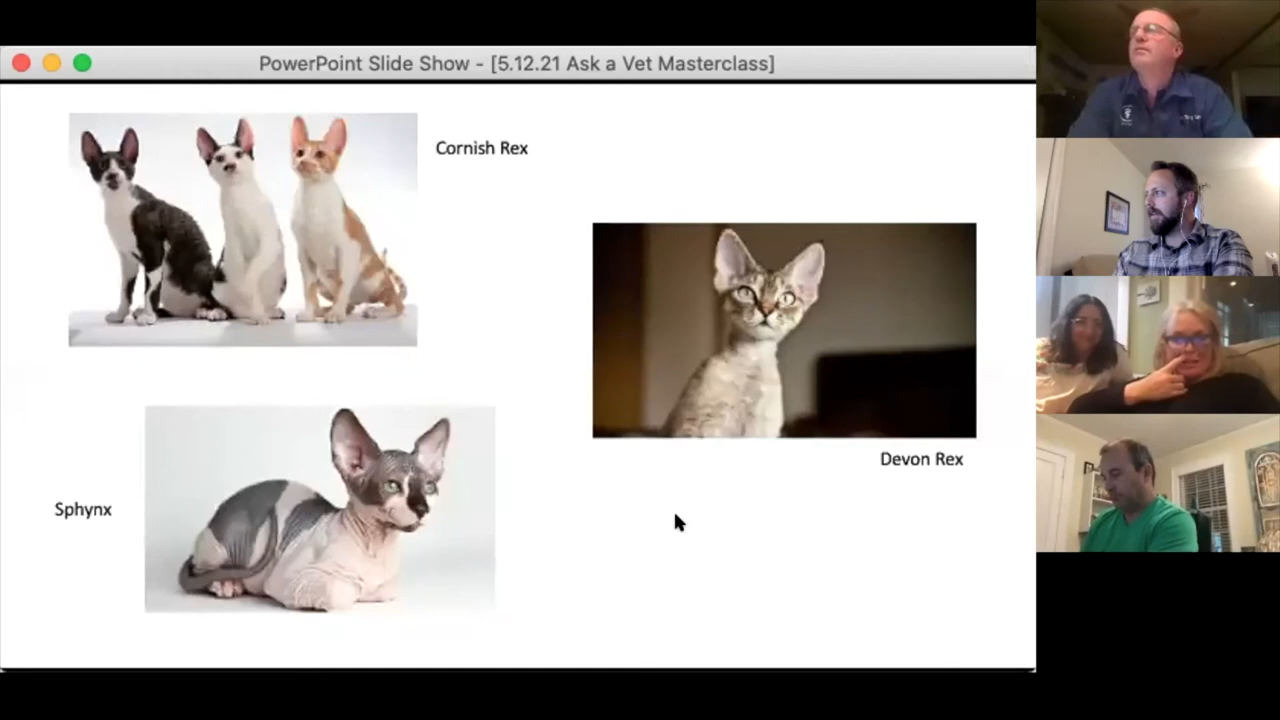 PowerPoint Slide Show - [5.12.21 Ask a Vet Masterclass]
Cornish Rex
Devon Rex
Sphynx